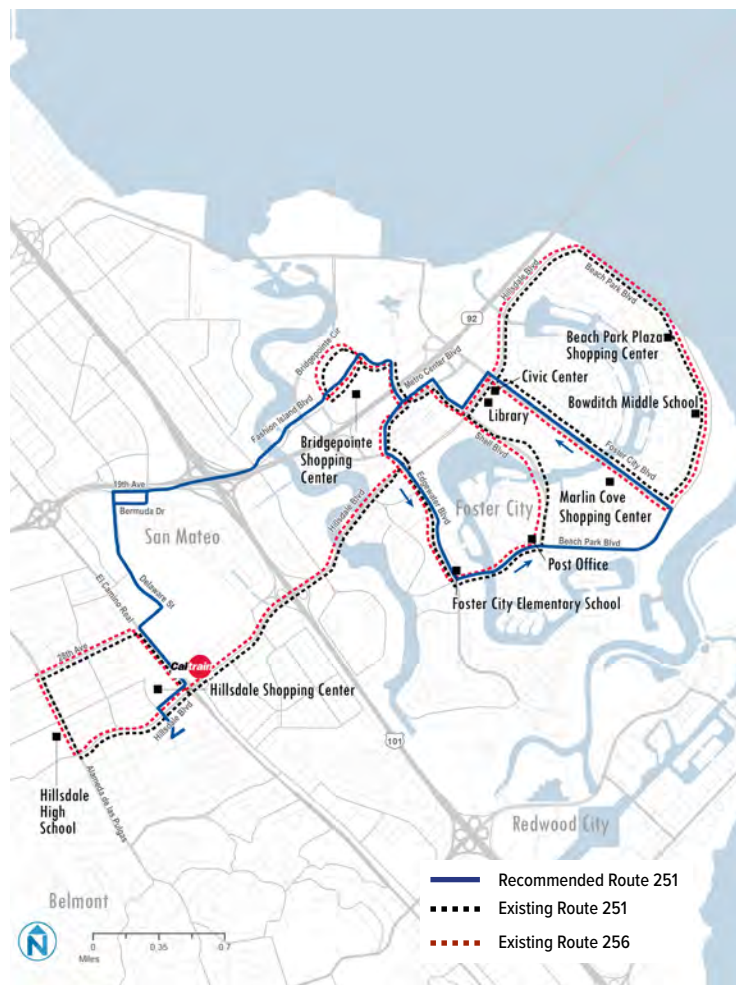 Hillsdale Blvd
Beach Park Blvd
92
Beach Park Plaza
Shopping Center
Bridgepointe Cir
Metro Center Blvd
Civic Center
Library
Bowditch Middle School
Fashion Island Blvd
Bridgepointe
Shopping
Center
Shell Blvd
Foster City Blvd
19th Ave
Bermuda Dr
Hillsdale Blvd
Edgewater Blvd
Foster City
Marlin Cove
Shopping Center
San Mateo
Beach Park Blvd
Post Office
Foster City Elementary School
Delaware St
El Camino Real
28th Ave
Caltrain
Hillsdale Shopping Center
Hillsdale Blvd
101
Hillsdale
High
School
Alameda de las Pulgas
Redwood City
Belmont
Recommended Route 251
Existing Route 251
Existing Route 256
N
0 0.35 0.7
Miles